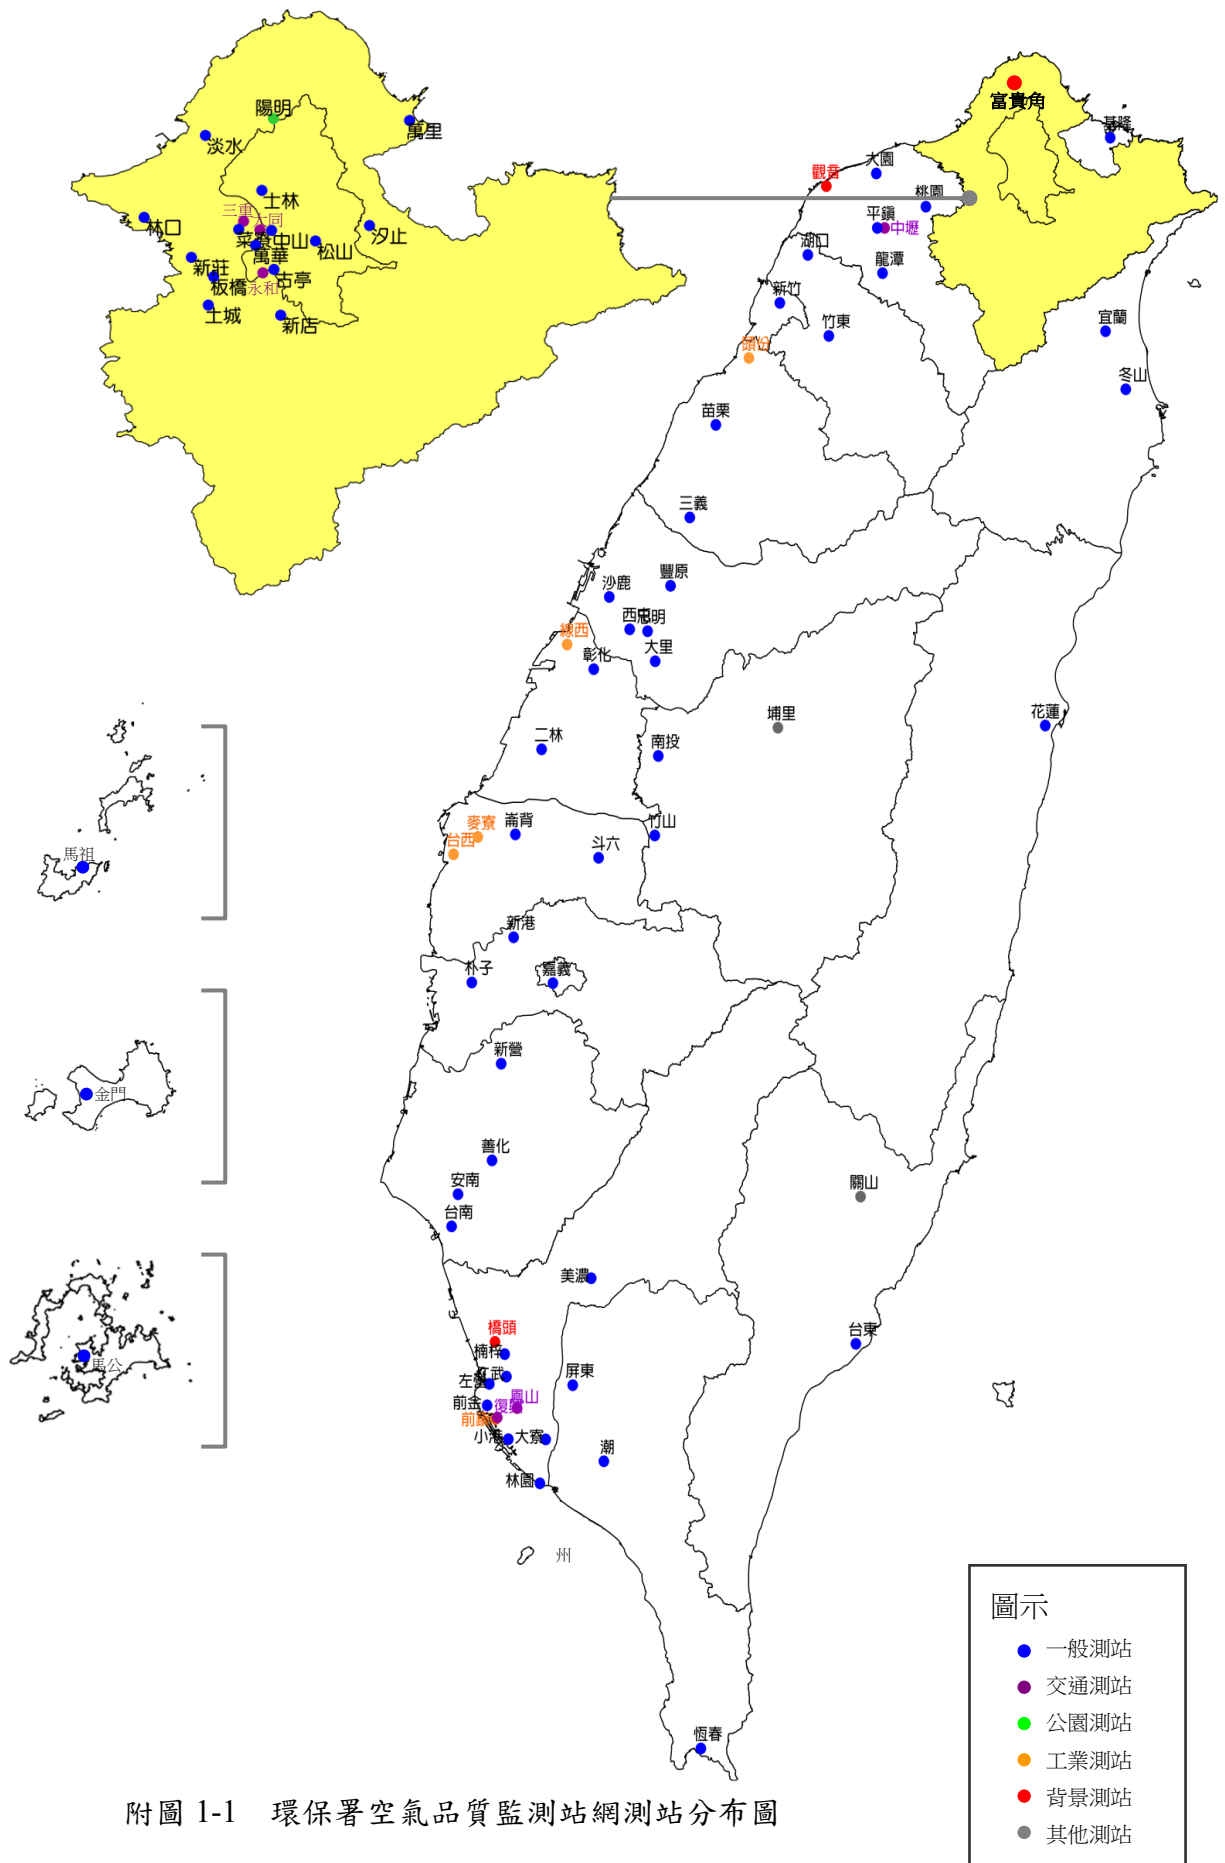 陽明
萬里
淡水
士林
三重
大同
林口
菜寮
中山
汐止
松山
萬華
新莊
板橋
永和
古亭
土城
新店
富貴角
基隆
大園
觀音
桃園
平鎮
中壢
湖口
龍潭
新竹
竹東
頭份
宜蘭
冬山
苗栗
三義
豐原
沙鹿
西屯
忠明
線西
彰化
大里
埔里
花蓮
二林
南投
麥寮
崙背
竹山
台西
斗六
馬祖
新港
朴子
嘉義
新營
金門
善化
安南
關山
台南
美濃
橋頭
台東
楠梓
仁武
馬公
左營
屏東
前金
復興
鳳山
前鎮
小港
大寮
潮
林園
州
恆春
圖示
一般測站
交通測站
公園測站
工業測站
背景測站
其他測站
附圖 1-1 環保署空氣品質監測站網測站分布圖